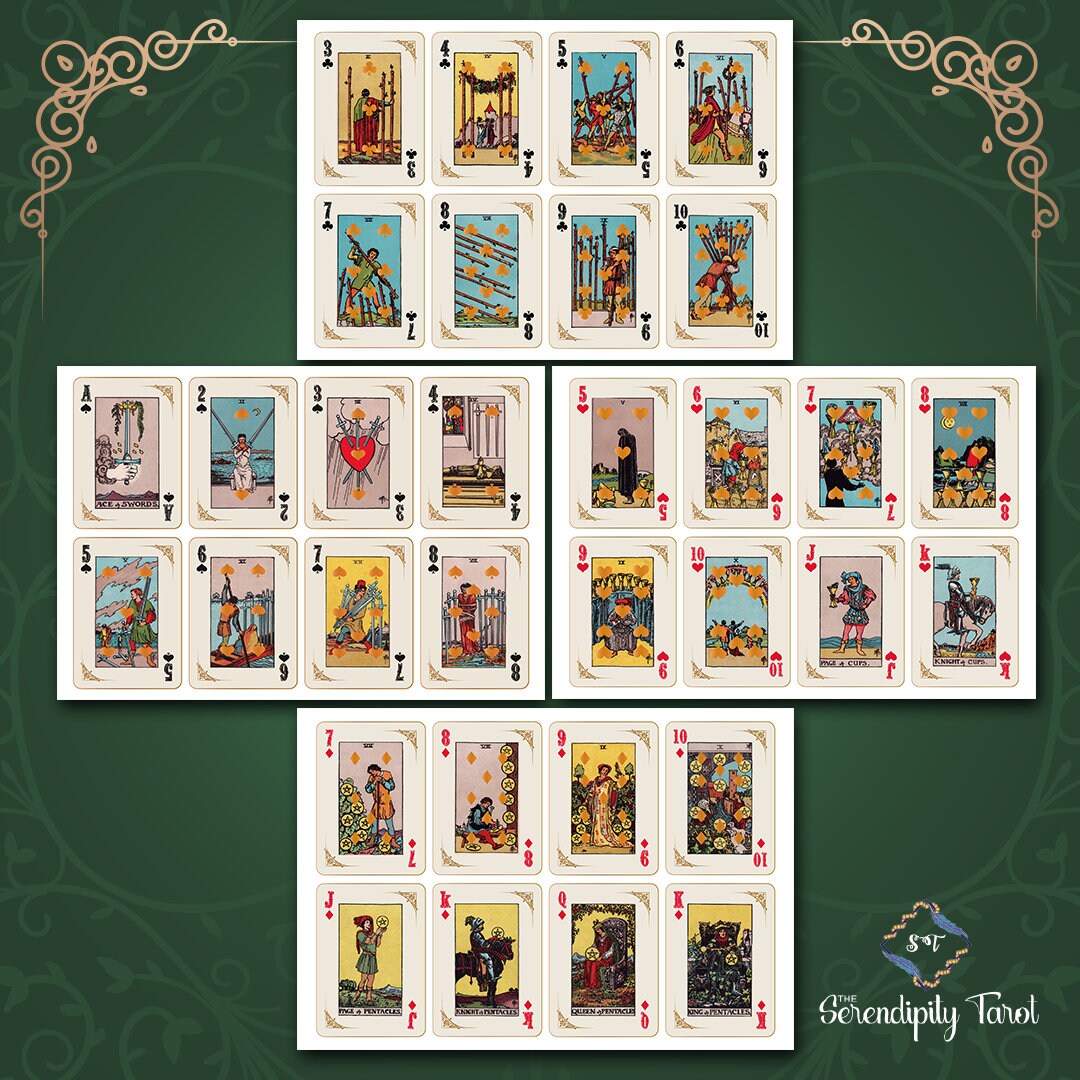 3 4 5 6
III IV V VI
3 4 5 6
7 8 9 10
VII VIII IX X
7 8 9 10
A 2 3 4
II III IV
ACE of SWORDS.
A 2 3 4
5 6 7 8
V VI VII VIII
5 6 7 8
5 6 7 8
V VI VII VIII
5 6 7 8
9 10 J K
IX X
PAGE of CUPS. KNIGHT of CUPS.
9 10 J K
7 8 9 10
VII VIII IX X
7 8 9 10
J K Q K
PAGE of PENTACLES. KNIGHT of PENTACLES. QUEEN of PENTACLES KING of PENTACLES.
J K Q K
ST
THE
Serendipity Tarot